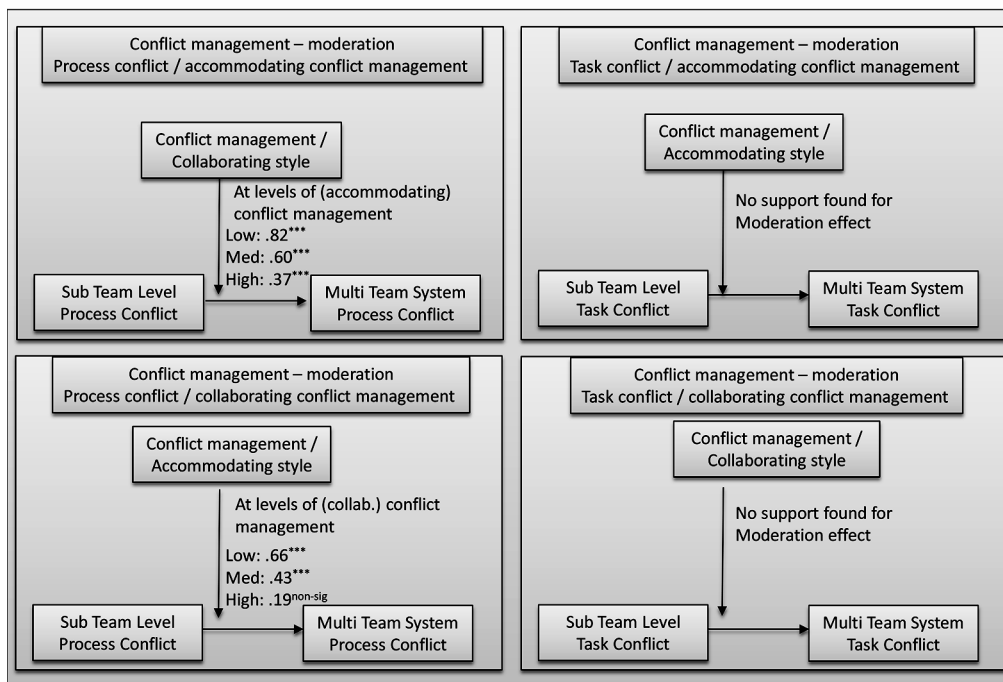 Conflict management – moderation
Process conflict / accommodating conflict management
Conflict management /
Collaborating style
At levels of (accommodating)
conflict management
Low: .82***
Med: .60***
High: .37***
Sub Team Level
Process Conflict
Multi Team System
Process Conflict
Conflict management – moderation
Task conflict / accommodating conflict management
Conflict management /
Accommodating style
No support found for
Moderation effect
Sub Team Level
Task Conflict
Multi Team System
Task Conflict
Conflict management – moderation
Process conflict / collaborating conflict management
Conflict management /
Accommodating style
At levels of (collab.) conflict
management
Low: .66***
Med: .43***
High: .19non-sig
Sub Team Level
Process Conflict
Multi Team System
Process Conflict
Conflict management – moderation
Task conflict / collaborating conflict management
Conflict management /
Collaborating style
No support found for
Moderation effect
Sub Team Level
Task Conflict
Multi Team System
Task Conflict